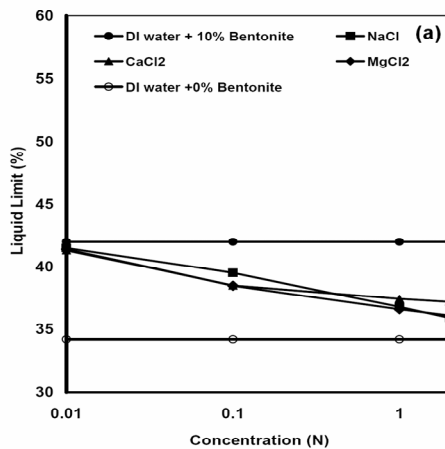 (a)
DI water + 10% Bentonite
NaCl
CaCl2
MgCl2
DI water +0% Bentonite
Liquid Limit (%)
60
55
50
45
40
35
30
0.01
0.1
1
Concentration (N)